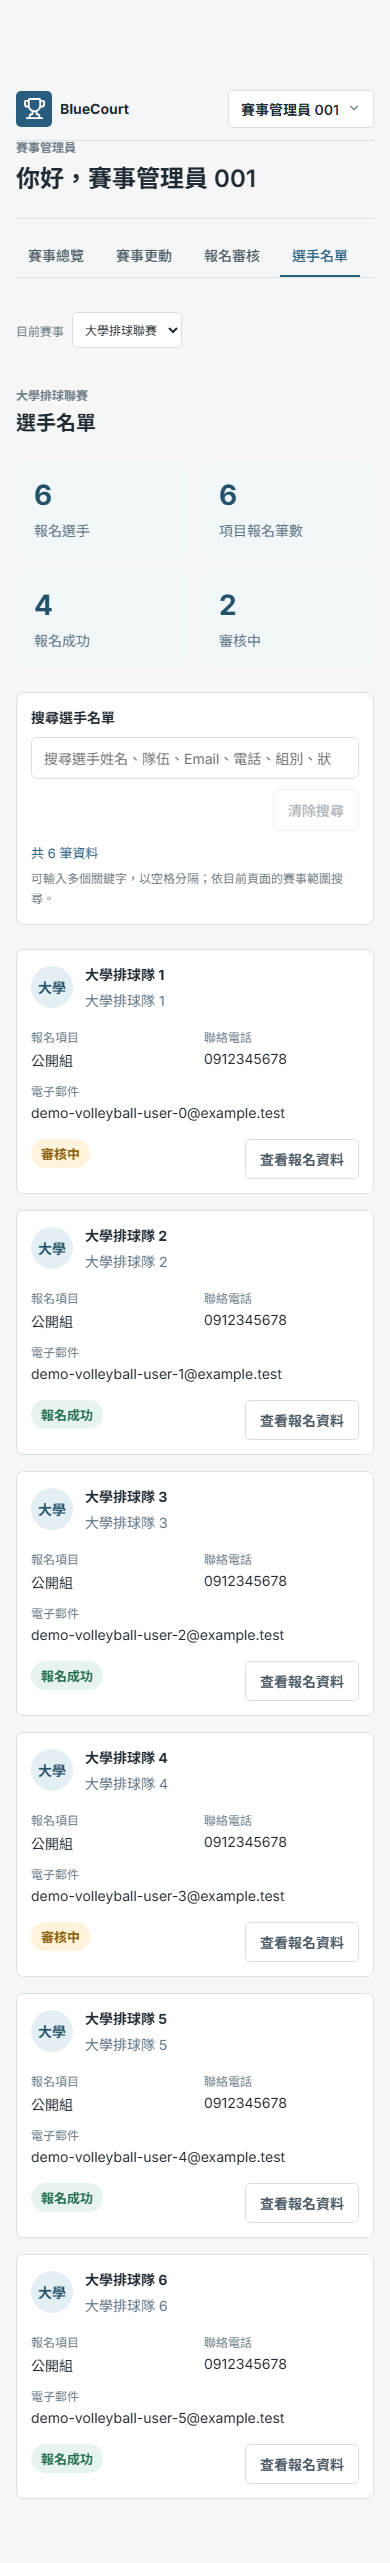 BlueCourt
賽事管理員 001
賽事管理員
你好，賽事管理員 001
賽事總覽 賽事更動 報名審核 選手名單
目前賽事 大學排球聯賽
大學排球聯賽
選手名單
6 6
報名選手 項目報名筆數
4 2
報名成功 審核中
搜尋選手名單
搜尋選手姓名、隊伍、Email、電話、組別、狀
清除搜尋
共 6 筆資料
可輸入多個關鍵字，以空格分隔；依目前頁面的賽事範圍搜
尋。
大學 大學排球隊 1
大學排球隊 1
報名項目 聯絡電話
公開組 0912345678
電子郵件
demo-volleyball-user-0@example.test
審核中 查看報名資料
大學 大學排球隊 2
大學排球隊 2
報名項目 聯絡電話
公開組 0912345678
電子郵件
demo-volleyball-user-1@example.test
報名成功 查看報名資料
大學 大學排球隊 3
大學排球隊 3
報名項目 聯絡電話
公開組 0912345678
電子郵件
demo-volleyball-user-2@example.test
報名成功 查看報名資料
大學 大學排球隊 4
大學排球隊 4
報名項目 聯絡電話
公開組 0912345678
電子郵件
demo-volleyball-user-3@example.test
審核中 查看報名資料
大學 大學排球隊 5
大學排球隊 5
報名項目 聯絡電話
公開組 0912345678
電子郵件
demo-volleyball-user-4@example.test
報名成功 查看報名資料
大學 大學排球隊 6
大學排球隊 6
報名項目 聯絡電話
公開組 0912345678
電子郵件
demo-volleyball-user-5@example.test
報名成功 查看報名資料